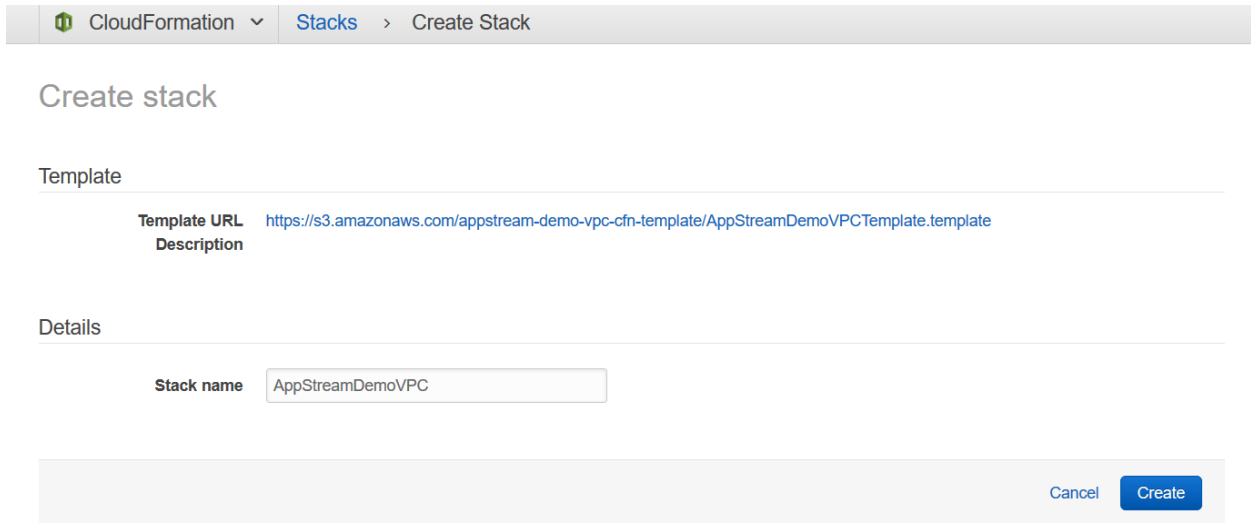 CloudFormation Stacks > Create Stack
Create stack
Template
Template URL https://s3.amazonaws.com/appstream-demo-vpc-cfn-template/AppStreamDemoVPCTemplate.template
Description
Details
Stack name AppStreamDemoVPC
Cancel Create